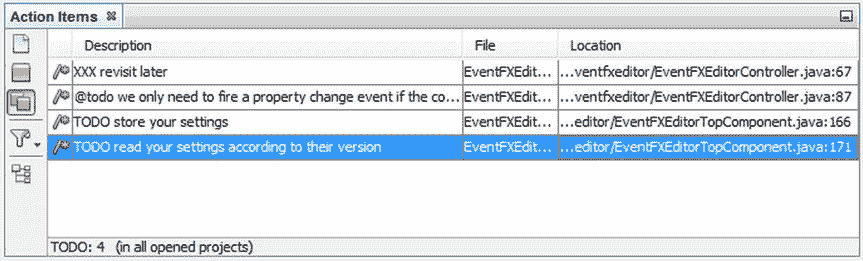 Action Items
Description File Location
XXX revisit later EventFXEdit... ...ventfxeditor/EventFXEditorController.java:67
@todo we only need to fire a property change event if the co... EventFXEdit... ...ventfxeditor/EventFXEditorController.java:87
TODO store your settings EventFXEdit... ...editor/EventFXEditorTopComponent.java:166
TODO read your settings according to their version EventFXEdit... ...editor/EventFXEditorTopComponent.java:171
TODO: 4 (in all opened projects)